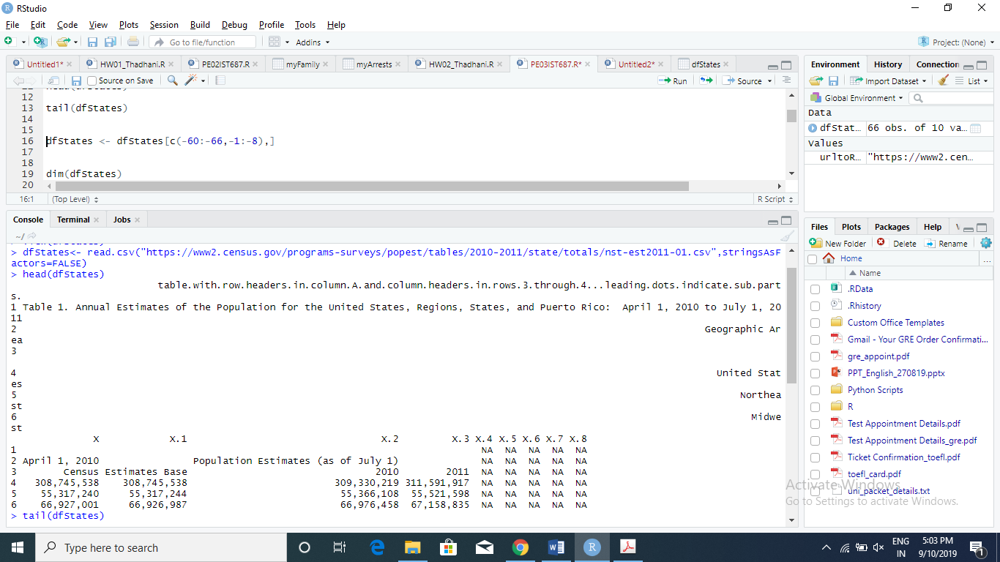 RStudio
File Edit Code View Plots Session Build Debug Profile Tools Help
Go to file/function Addins Project: (None)
Untitled1* HW01_Thadhani.R PE02IST687.R myFamily myArrests HW02_Thadhani.R PE03IST687.R* Untitled2* dfStates
Source on Save Run Source
12
13 tail(dfStates)
14
15
16 dfStates <- dfStates[c(-60:-66,-1:-8),]
17
18
19 dim(dfStates)
20
16:1 (Top Level) R Script
Console Terminal Jobs
~/
> dfStates<- read.csv("https://www2.census.gov/programs-surveys/popest/tables/2010-2011/state/totals/nst-est2011-01.csv",stringsAsF
actors=FALSE)
> head(dfStates)
table.with.row.headers.in.column.A.and.column.headers.in.rows.3.through.4...leading.dots.indicate.sub.part
s.
1 Table 1. Annual Estimates of the Population for the United States, Regions, States, and Puerto Rico: April 1, 2010 to July 1, 20
11
2 Geographic Ar
ea
3
4 United Stat
es
5 Northea
st
6 Midwe
st
X X.1 X.2 X.3 X.4 X.5 X.6 X.7 X.8
1 NA NA NA NA NA
2 April 1, 2010 Population Estimates (as of July 1) NA NA NA NA NA
3 Census Estimates Base 2010 2011 NA NA NA NA NA
4 308,745,538 308,745,538 309,330,219 311,591,917 NA NA NA NA NA
5 55,317,240 55,317,244 55,366,108 55,521,598 NA NA NA NA NA
6 66,927,001 66,926,987 66,976,458 67,158,835 NA NA NA NA NA
> tail(dfStates)
Environment History Connection
Import Dataset List
Global Environment
Data
dfStat… 66 obs. of 10 va…
Values
urltoR… "https://www2.cen…
Files Plots Packages Help
New Folder Delete Rename
Home ...
Name
.RData
.Rhistory
Custom Office Templates
Gmail - Your GRE Order Confirmati...
gre_appoint.pdf
PPT_English_270819.pptx
Python Scripts
R
Test Appointment Details.pdf
Test Appointment Details_gre.pdf
Ticket Confirmation_toefl.pdf
toefl_card.pdf
uni_packet_details.txt
Activate Windows
Go to Settings to activate Windows.
Type here to search
ENG
IN
5:03 PM
9/10/2019
1